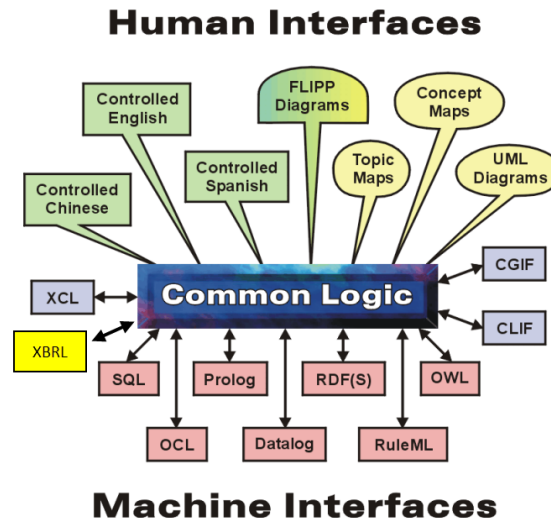 Human Interfaces
FLIPP
Diagrams
Concept
Maps
Controlled
English
Controlled
Spanish
Topic
Maps
UML
Diagrams
Controlled
Chinese
CGIF
XCL
Common Logic
CLIF
XBRL
SQL
Prolog
RDF(S)
OWL
OCL
Datalog
RuleML
Machine Interfaces